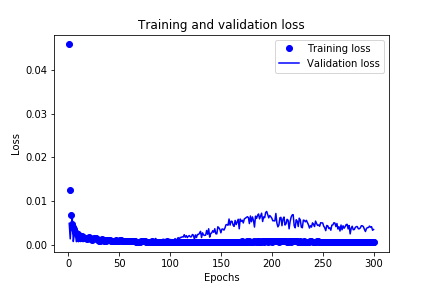 Training and validation loss
Training loss
Validation loss
0.04
0.03
0.02
0.01
0.00
Loss
0 50 100 150 200 250 300
Epochs